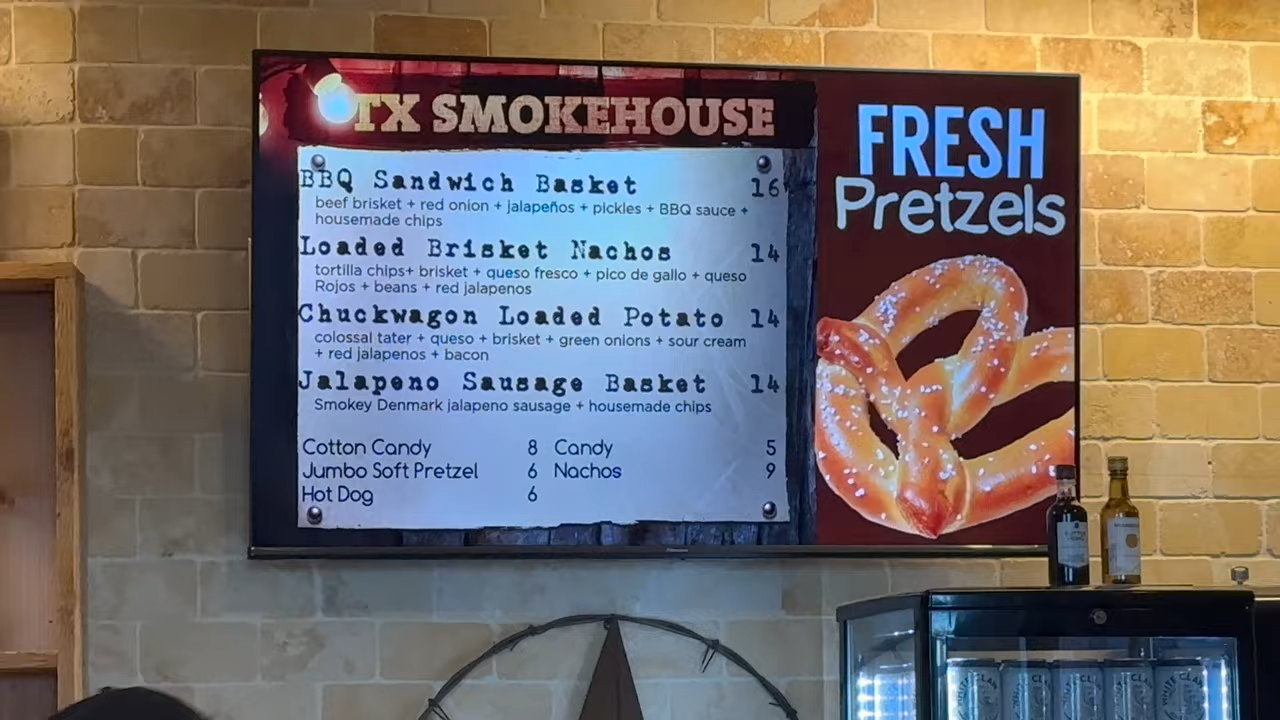 TX SMOKEHOUSE
BBQ Sandwich Basket 16
beef brisket + red onion + jalapeños + pickles + BBQ sauce +
housemade chips
Loaded Brisket Nachos 14
tortilla chips+ brisket + queso fresco + pico de gallo + queso
Rojos + beans + red jalapenos
Chuckwagon Loaded Potato 14
colossal tater + queso + brisket + green onions + sour cream
+ red jalapenos + bacon
Jalapeno Sausage Basket 14
Smokey Denmark jalapeno sausage + housemade chips
Cotton Candy 8 Candy 5
Jumbo Soft Pretzel 6 Nachos 9
Hot Dog 6
FRESH
Pretzels
WHITE CLAW